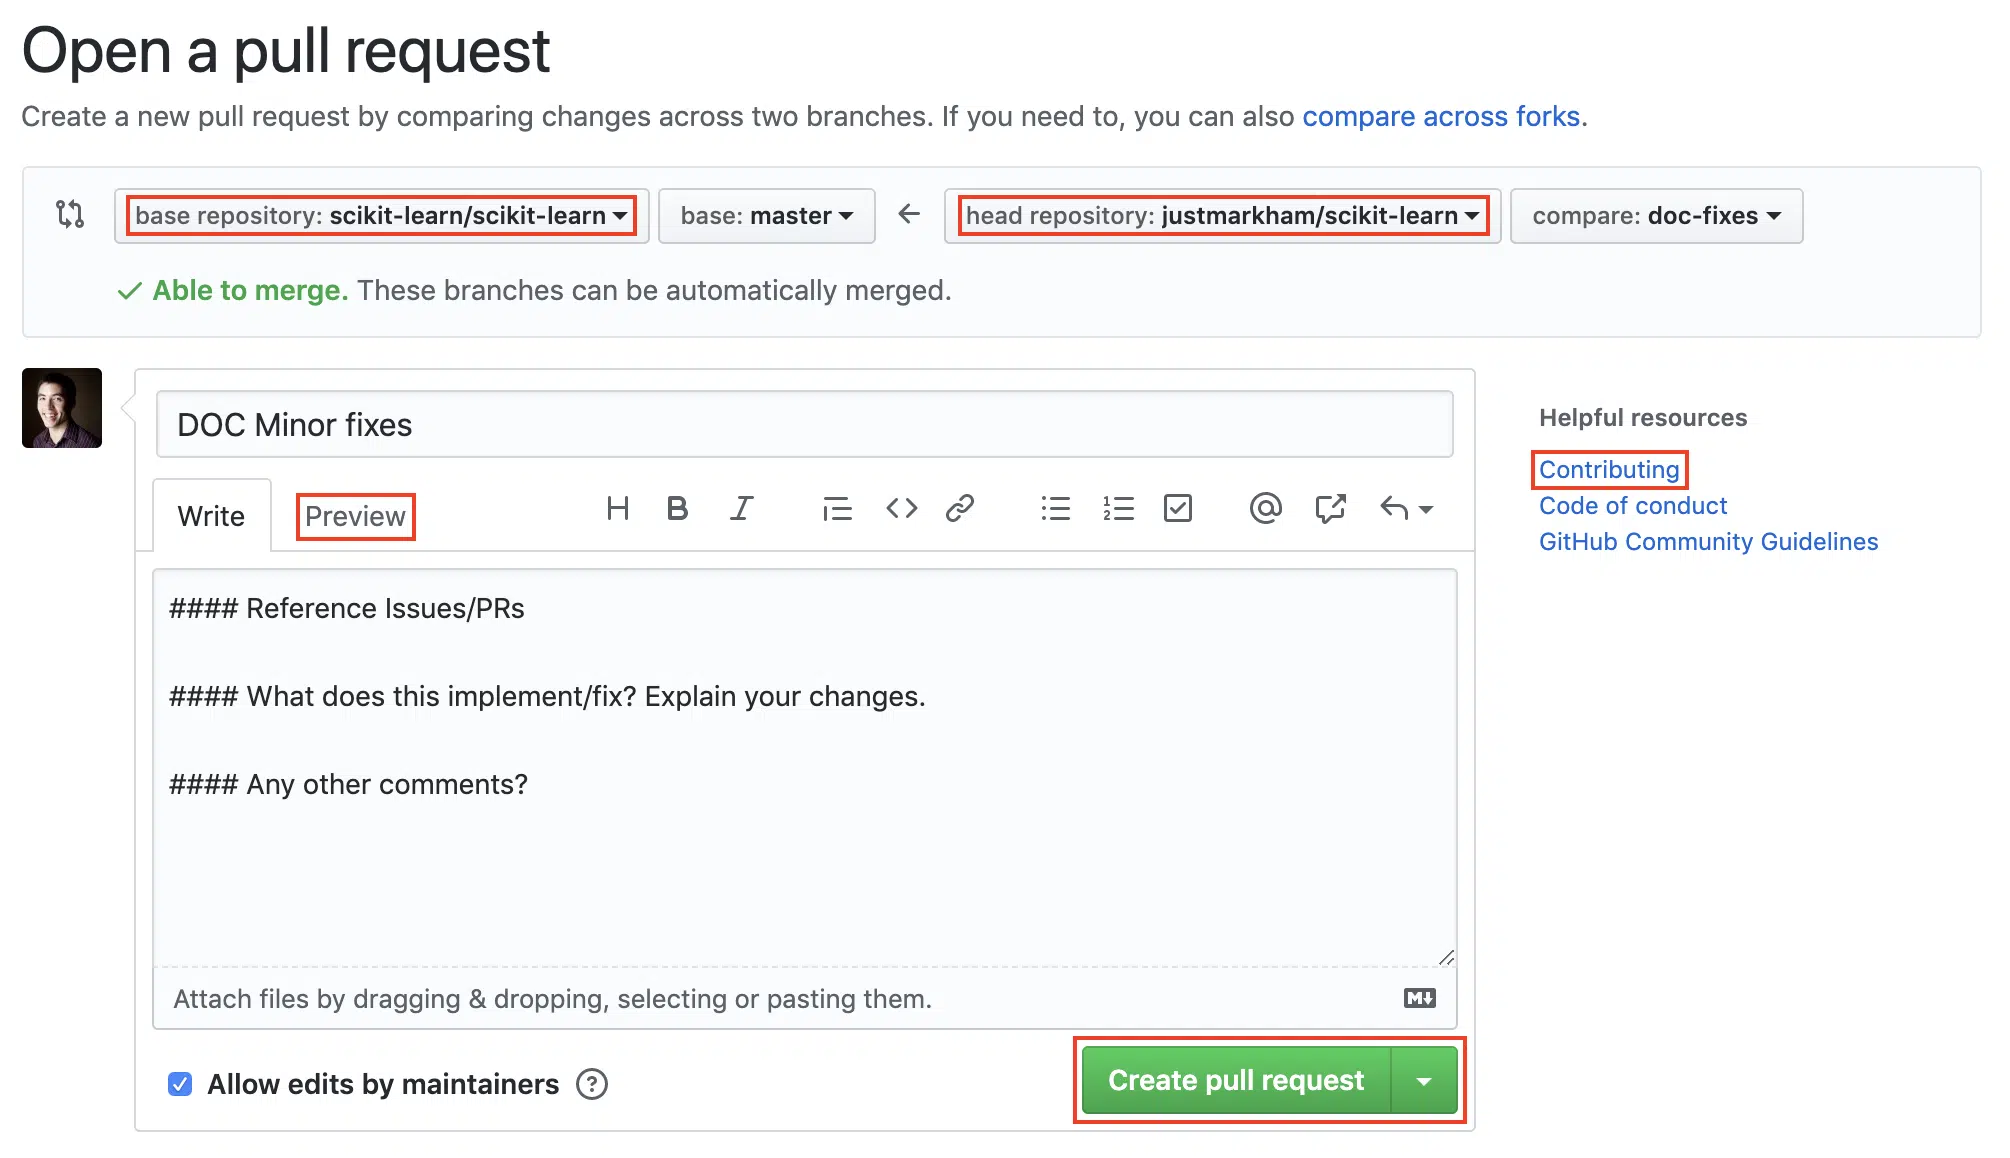 Open a pull request
Create a new pull request by comparing changes across two branches. If you need to, you can also compare across forks.
base repository: scikit-learn/scikit-learn base: master head repository: justmarkham/scikit-learn compare: doc-fixes
Able to merge. These branches can be automatically merged.
DOC Minor fixes
Write Preview
#### Reference Issues/PRs
#### What does this implement/fix? Explain your changes.
#### Any other comments?
Attach files by dragging & dropping, selecting or pasting them.
Allow edits by maintainers
Create pull request
Helpful resources
Contributing
Code of conduct
GitHub Community Guidelines